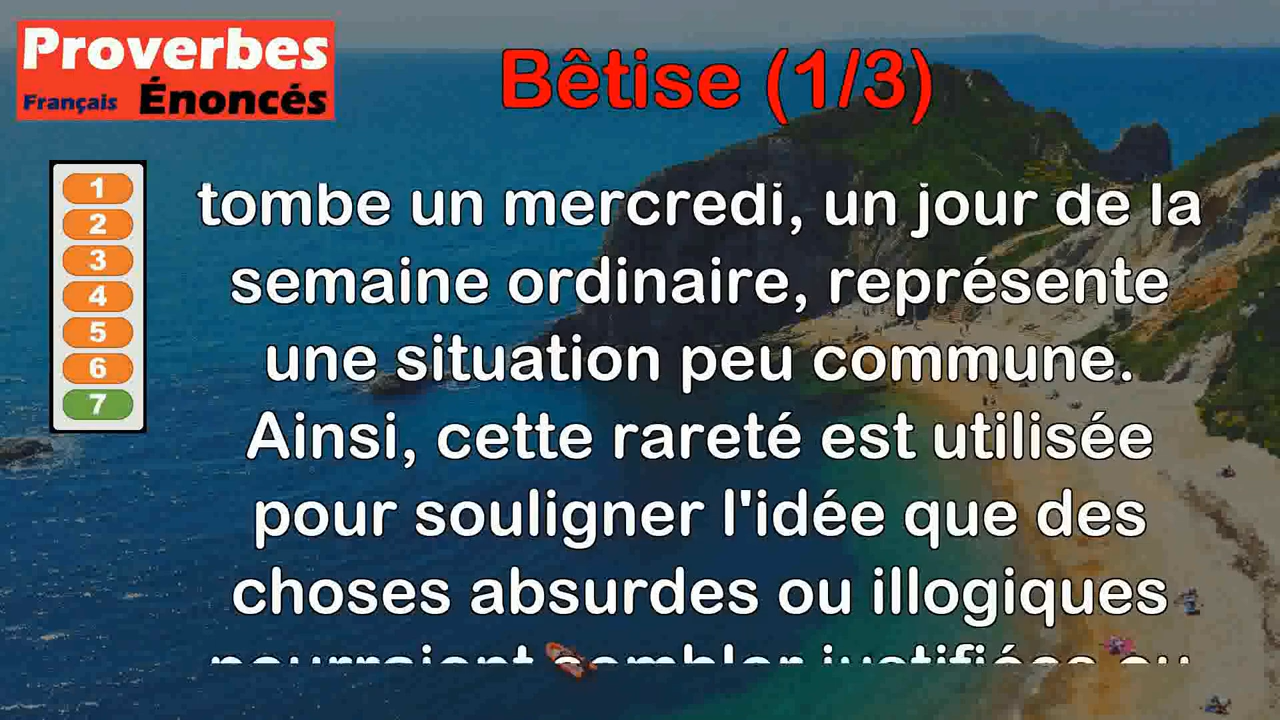 Proverbes
Français Énoncés
Bêtise (1/3)
1
2
3
4
5
6
7
tombe un mercredi, un jour de la
semaine ordinaire, représente
une situation peu commune.
Ainsi, cette rareté est utilisée
pour souligner l'idée que des
choses absurdes ou illogiques